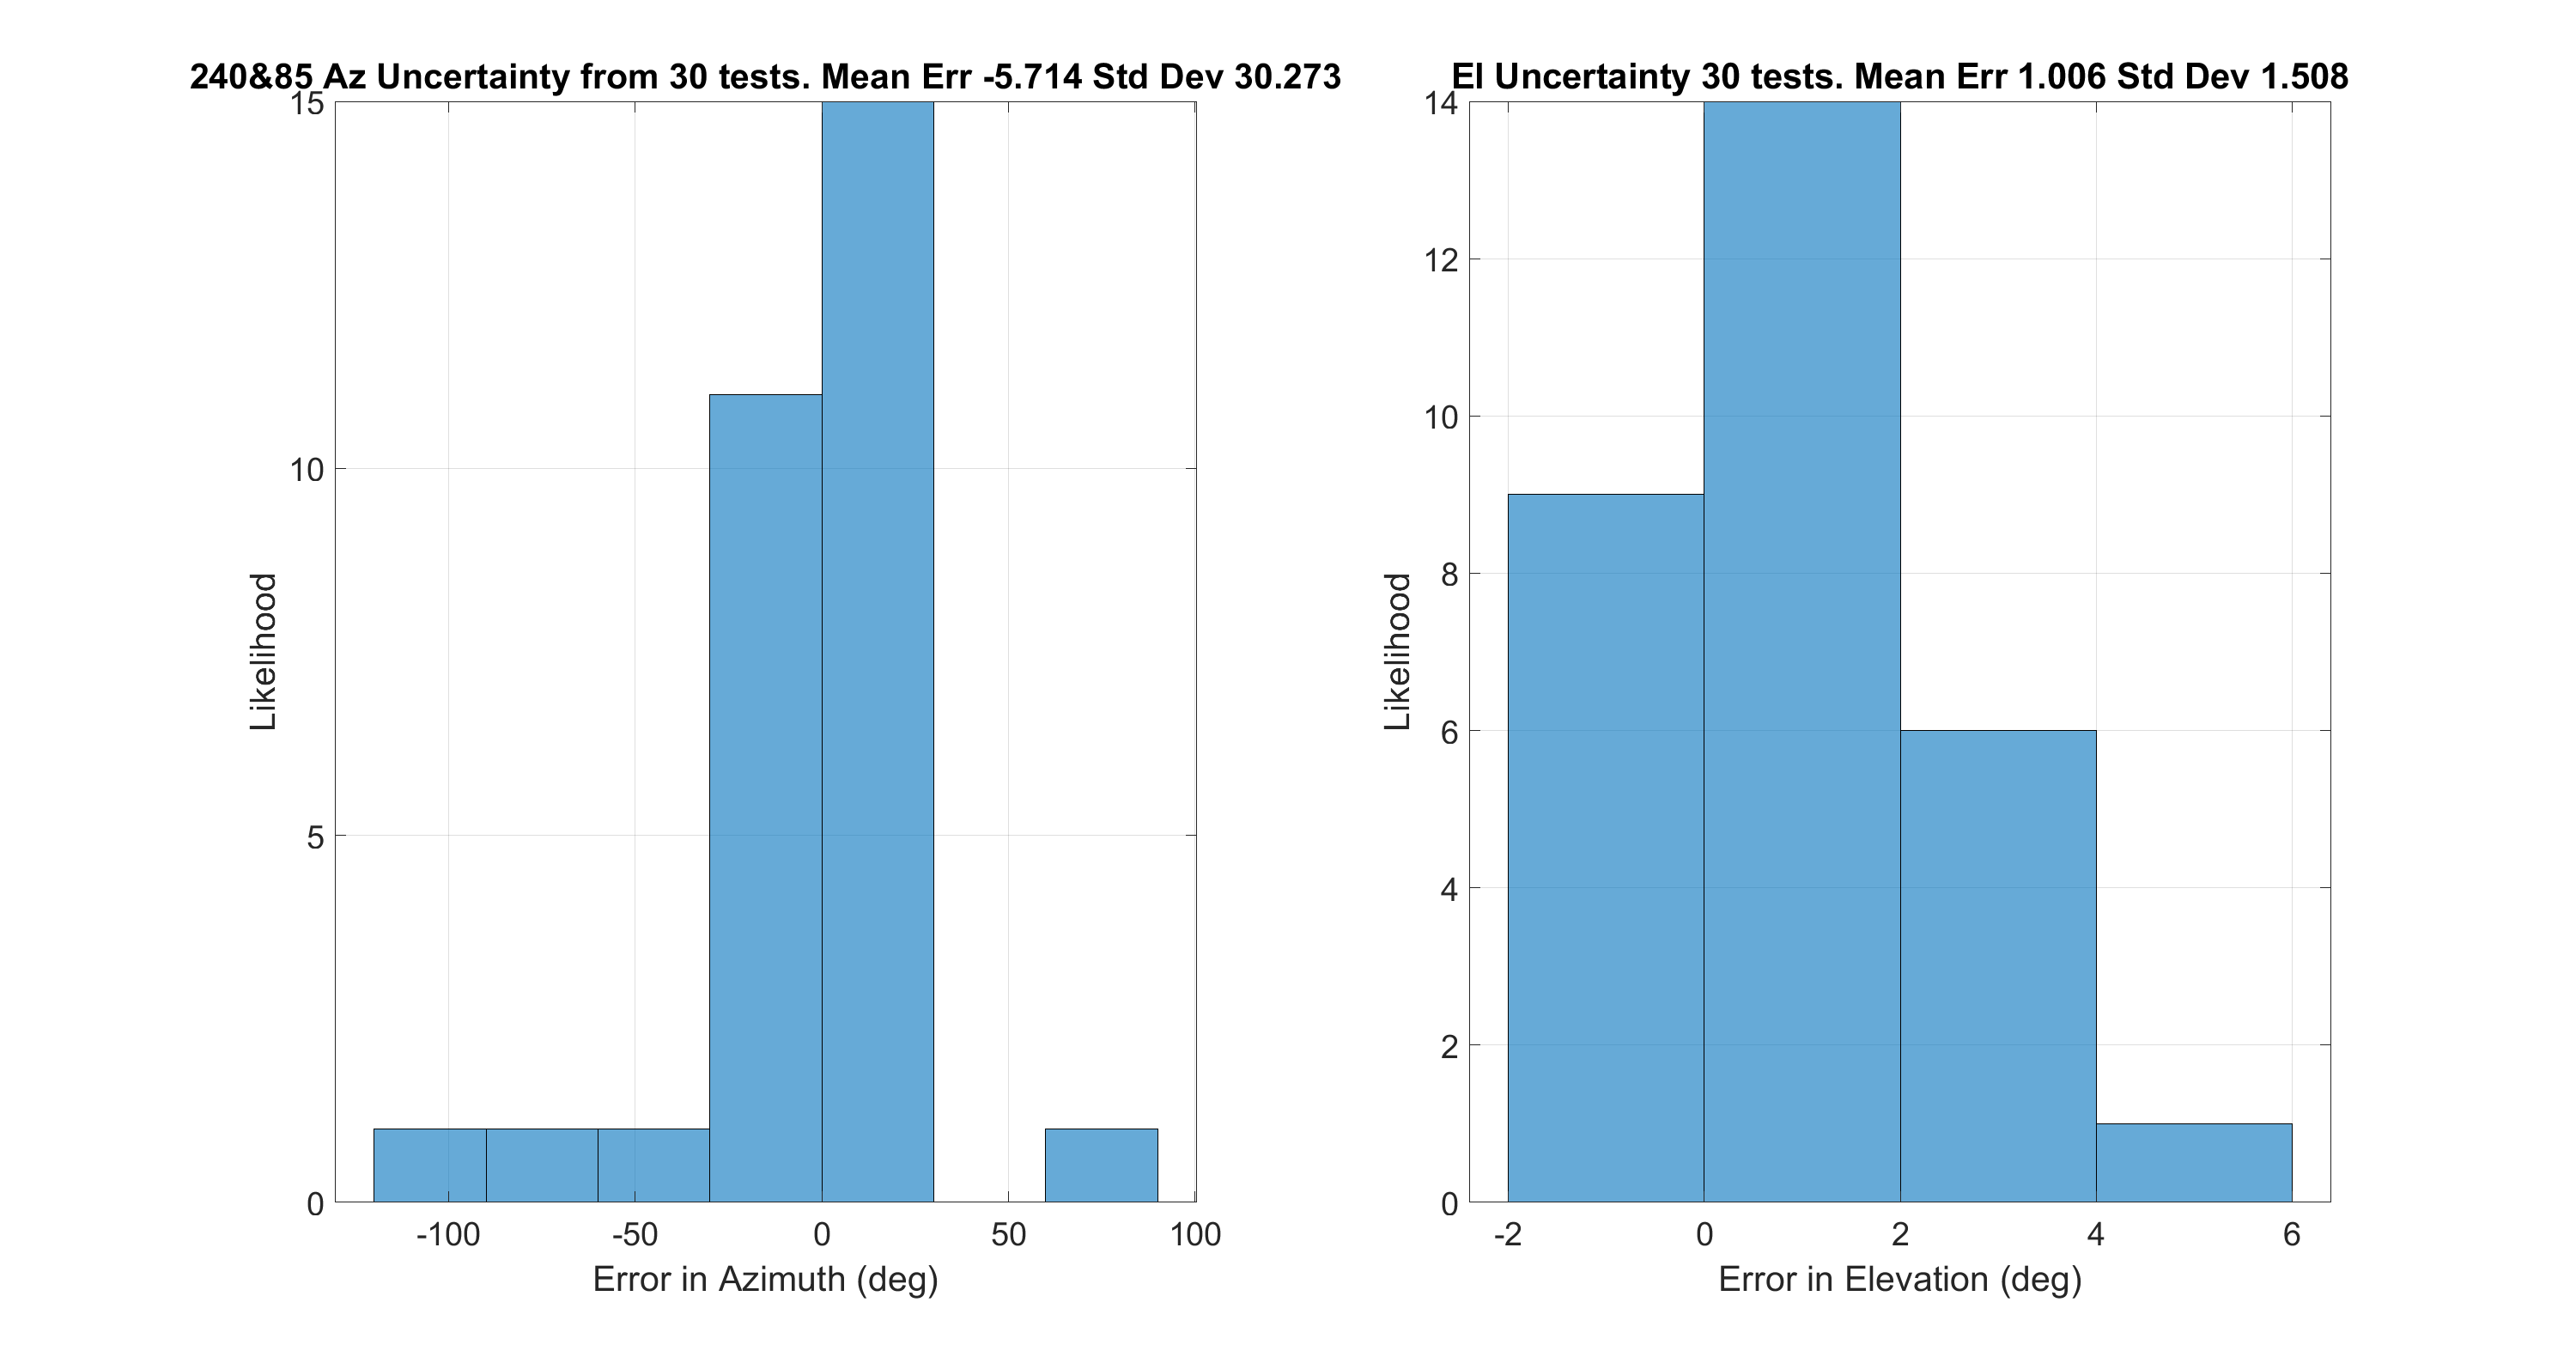 240&85 Az Uncertainty from 30 tests. Mean Err -5.714 Std Dev 30.273
15
10
5
0
Likelihood
-100 -50 0 50 100
Error in Azimuth (deg)
El Uncertainty 30 tests. Mean Err 1.006 Std Dev 1.508
14
12
10
8
6
4
2
0
Likelihood
-2 0 2 4 6
Error in Elevation (deg)